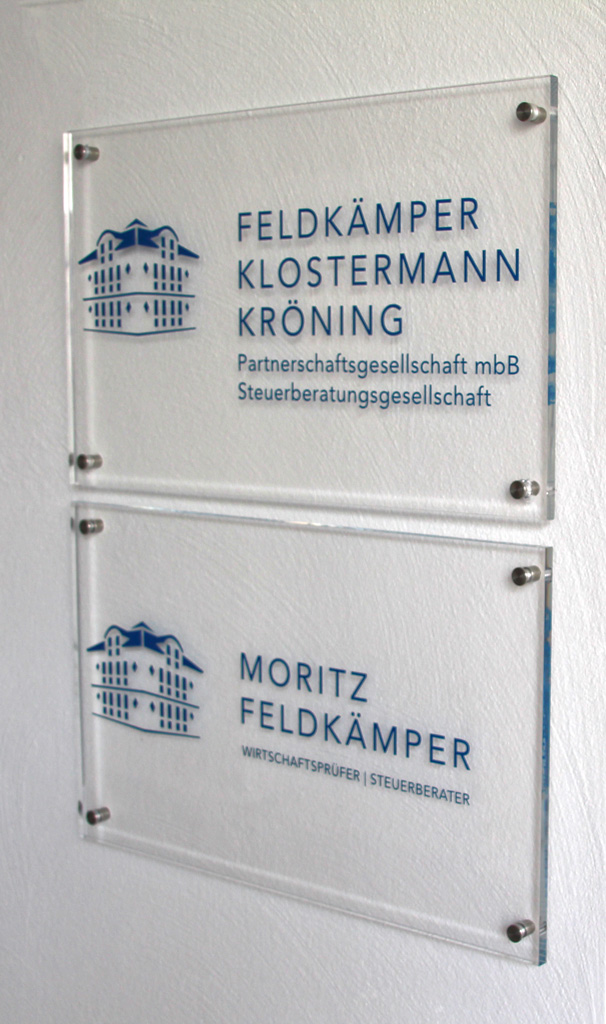 FELDKÄMPER
KLOSTERMANN
KRÖNING
Partnerschaftsgesellschaft mbB
Steuerberatungsgesellschaft
MORITZ
FELDKÄMPER
WIRTSCHAFTSPRÜFER | STEUERBERATER